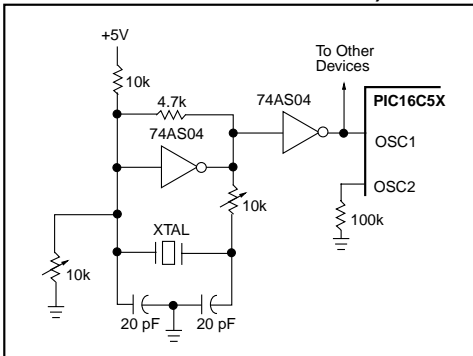 +5V
To Other
Devices
10k
4.7k
74AS04
PIC16C5X
74AS04
OSC1
OSC2
10k
100k
XTAL
10k
20 pF
20 pF